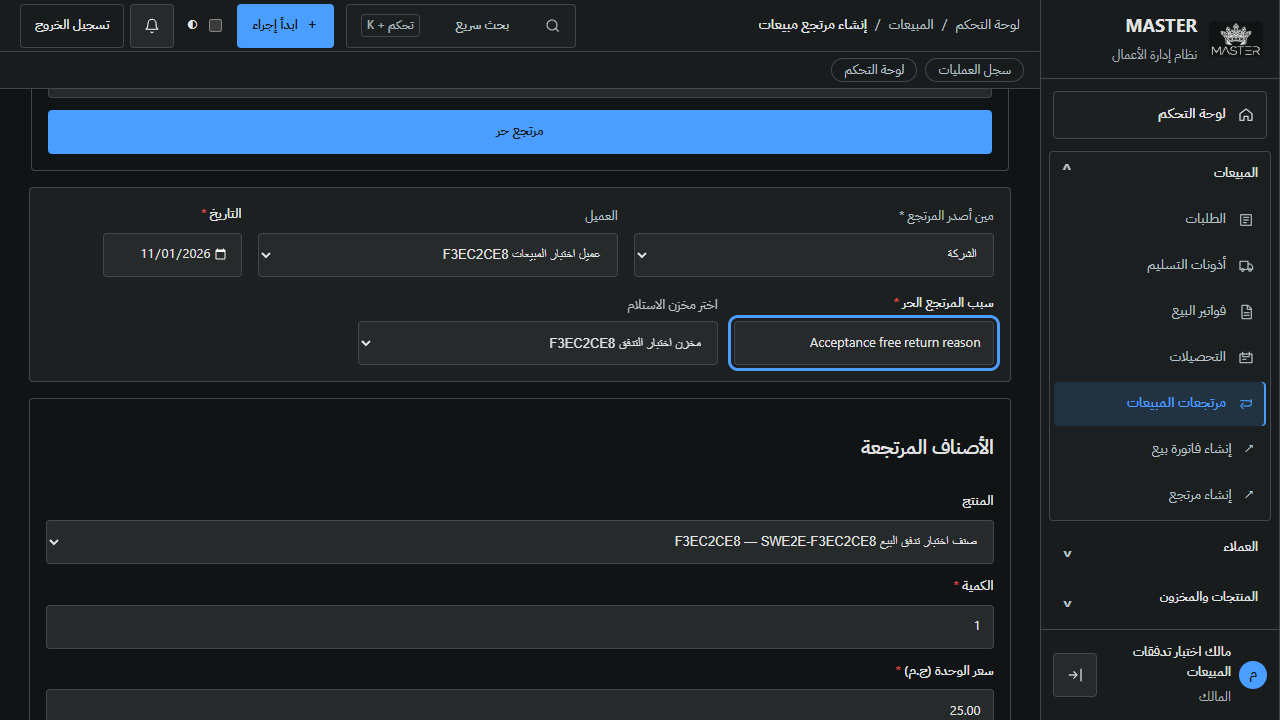 MASTER
نظام إدارة الأعمال
MASTER
لوحة التحكم
المبيعات
الطلبات
أذونات التسليم
فواتير البيع
التحصيلات
مرتجعات المبيعات
إنشاء فاتورة بيع
إنشاء مرتجع
العملاء
المنتجات والمخزون
مالك اختبار تدفقات المبيعات
المالك
م
لوحة التحكم / المبيعات / إنشاء مرتجع مبيعات
بحث سريع
تحكم + K
+ ابدأ إجراء
تسجيل الخروج
سجل العمليات
لوحة التحكم
مرتجع حر
مين أصدر المرتجع *
العميل
التاريخ *
الشركة
عميل اختبار المبيعات F3EC2CE8
11/01/2026
سبب المرتجع الحر *
اختر مخزن الاستلام
Acceptance free return reason
مخزن اختبار التدفق F3EC2CE8
الأصناف المرتجعة
المنتج
صنف اختبار تدفق البيع F3EC2CE8 — SWE2E-F3EC2CE8
الكمية *
1
سعر الوحدة (ج.م) *
25.00